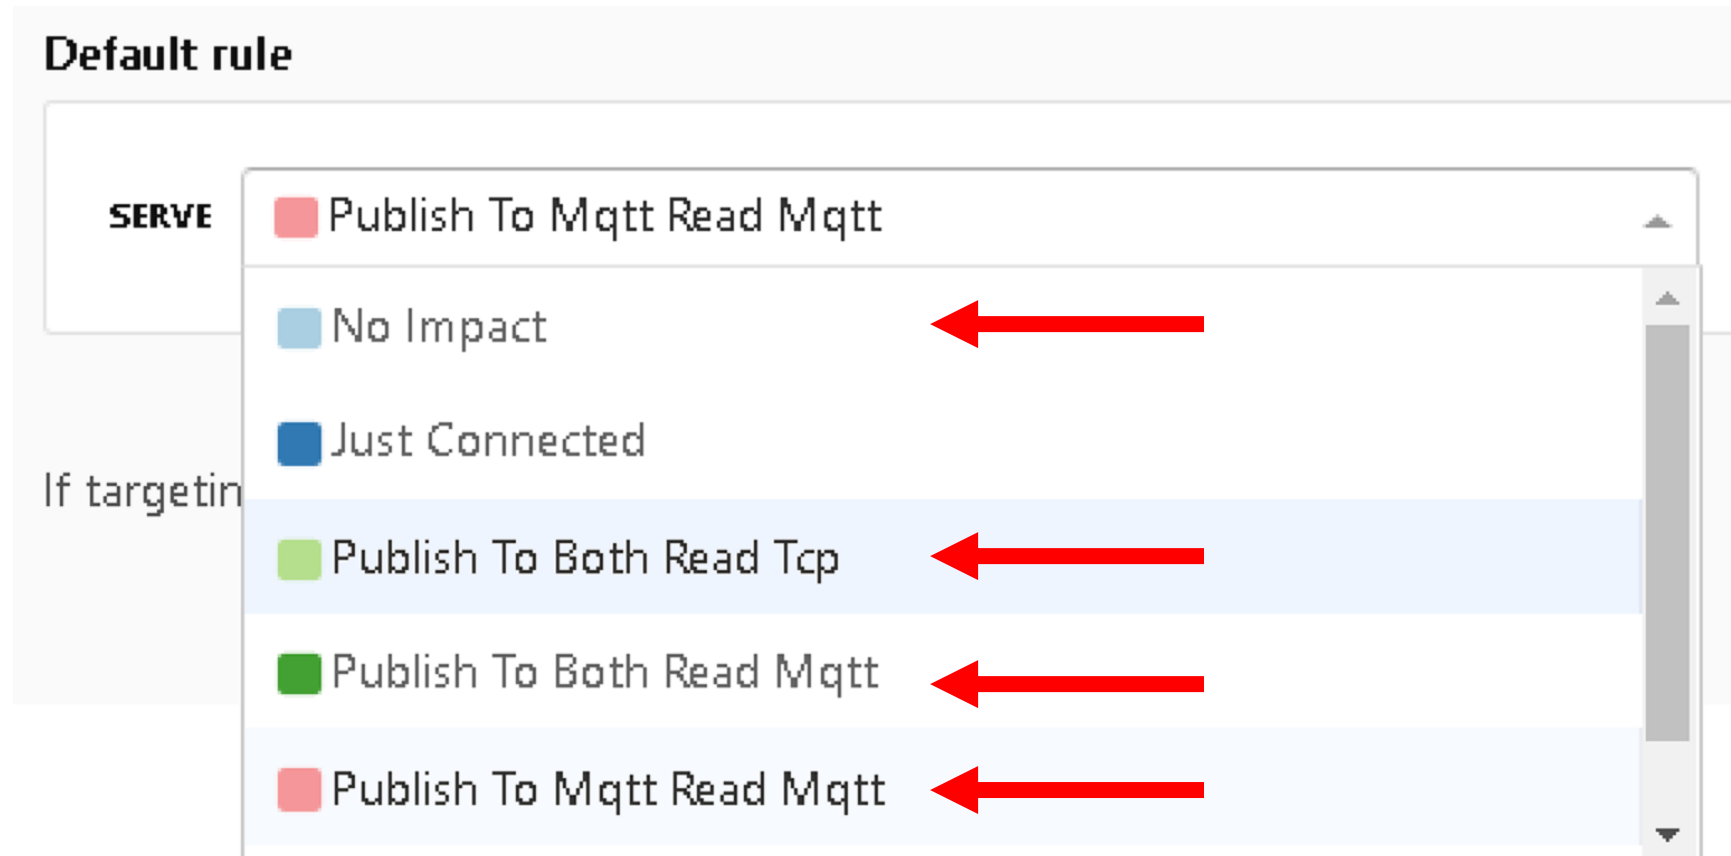 Default rule
SERVE Publish To Mqtt Read Mqtt
No Impact
Just Connected
If targetin
Publish To Both Read Tcp
Publish To Both Read Mqtt
Publish To Mqtt Read Mqtt